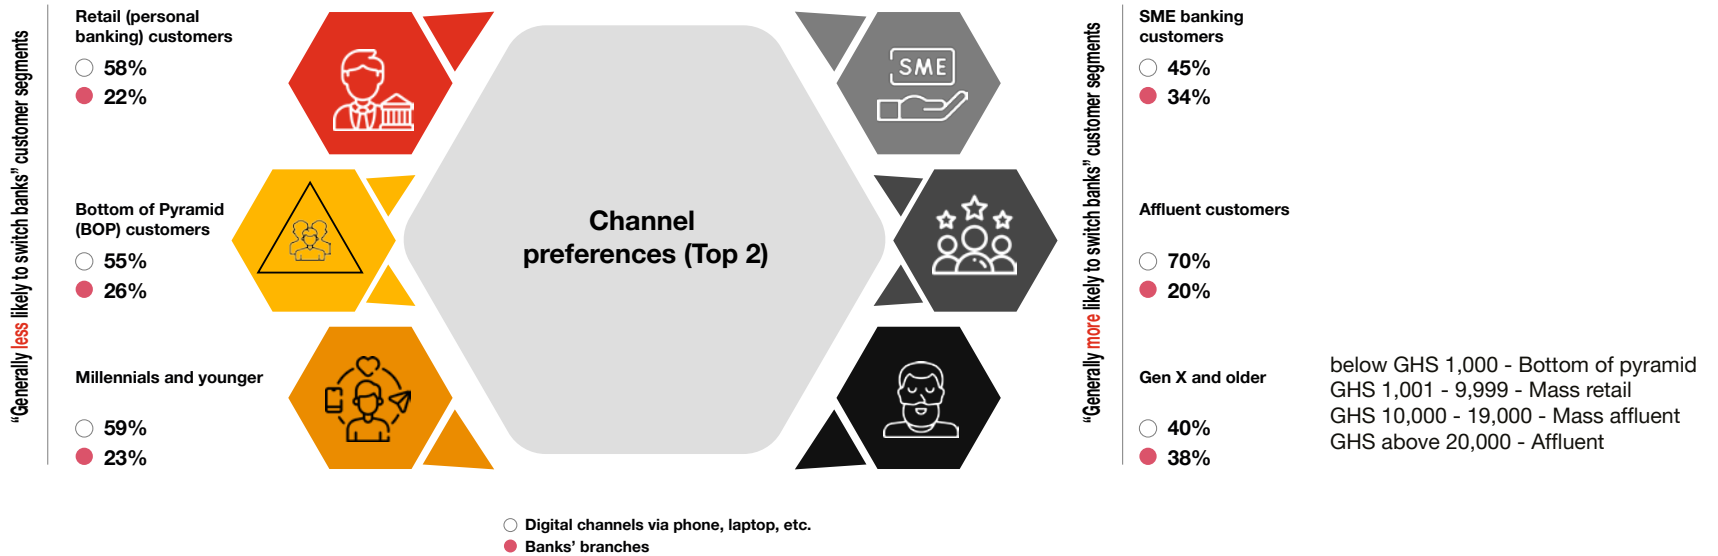 “Generally less likely to switch banks” customer segments
Retail (personal
banking) customers
58%
22%
Bottom of Pyramid
(BOP) customers
55%
26%
Millennials and younger
59%
23%
Channel
preferences (Top 2)
SME
“Generally more likely to switch banks” customer segments
SME banking
customers
45%
34%
Affluent customers
70%
20%
Gen X and older
40%
38%
below GHS 1,000 - Bottom of pyramid
GHS 1,001 - 9,999 - Mass retail
GHS 10,000 - 19,000 - Mass affluent
GHS above 20,000 - Affluent
Digital channels via phone, laptop, etc.
Banks’ branches